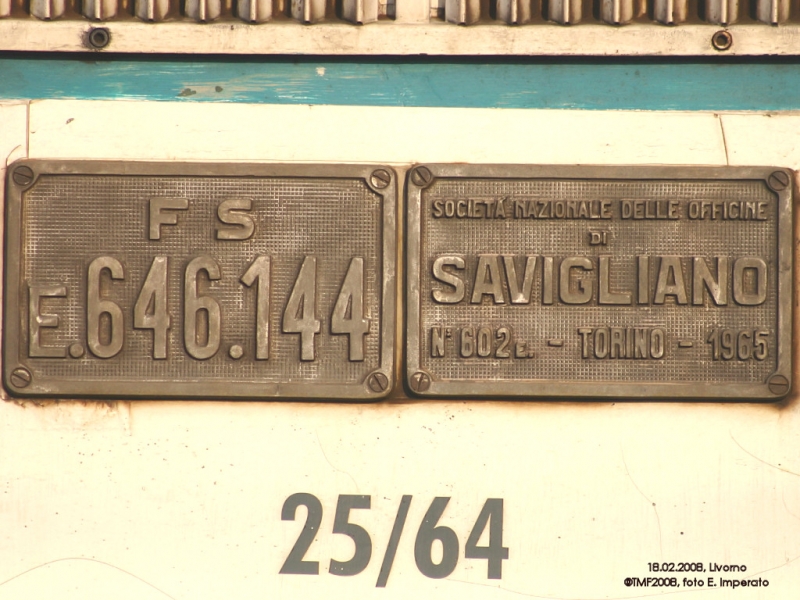 FS
E.646.144
SOCIETÀ NAZIONALE DELLE OFFICINE
DI
SAVIGLIANO
N° 602E. - TORINO - 1965
25/64
18.02.2008, Livorno
©TMF2008, foto E. Imperato